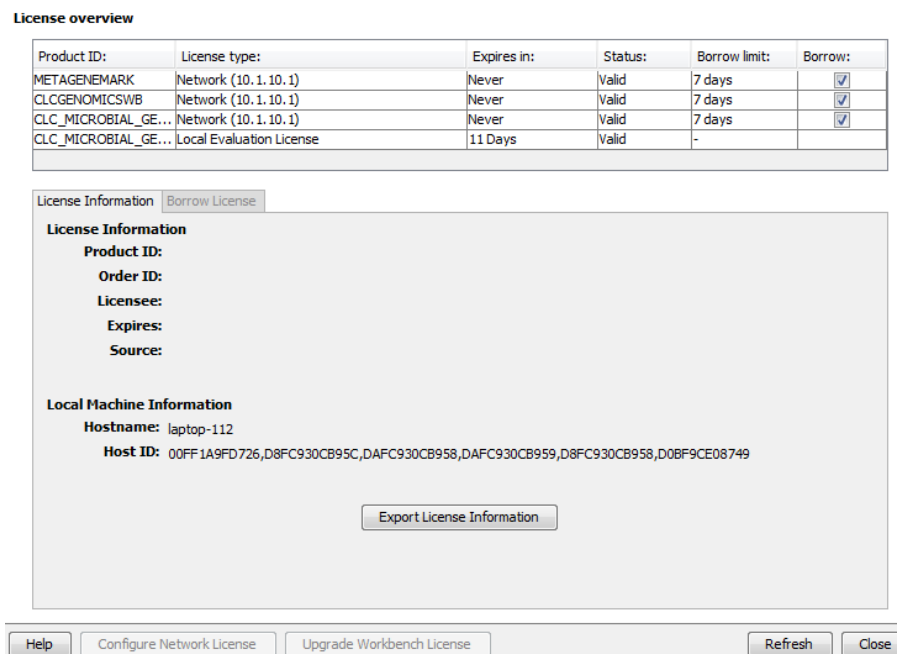 License overview
Product ID: License type: Expires in: Status: Borrow limit: Borrow:
METAGENEMARK Network (10.1.10.1) Never Valid 7 days
CLCGENOMICSWB Network (10.1.10.1) Never Valid 7 days
CLC_MICROBIAL_GE... Network (10.1.10.1) Never Valid 7 days
CLC_MICROBIAL_GE... Local Evaluation License 11 Days Valid -
License Information Borrow License
License Information
Product ID:
Order ID:
Licensee:
Expires:
Source:
Local Machine Information
Hostname: laptop-112
Host ID: 00FF1A9FD726,D8FC930CB95C,DAFC930CB958,DAFC930CB959,D8FC930CB958,D0BF9CE08749
Export License Information
Help Configure Network License Upgrade Workbench License Refresh Close